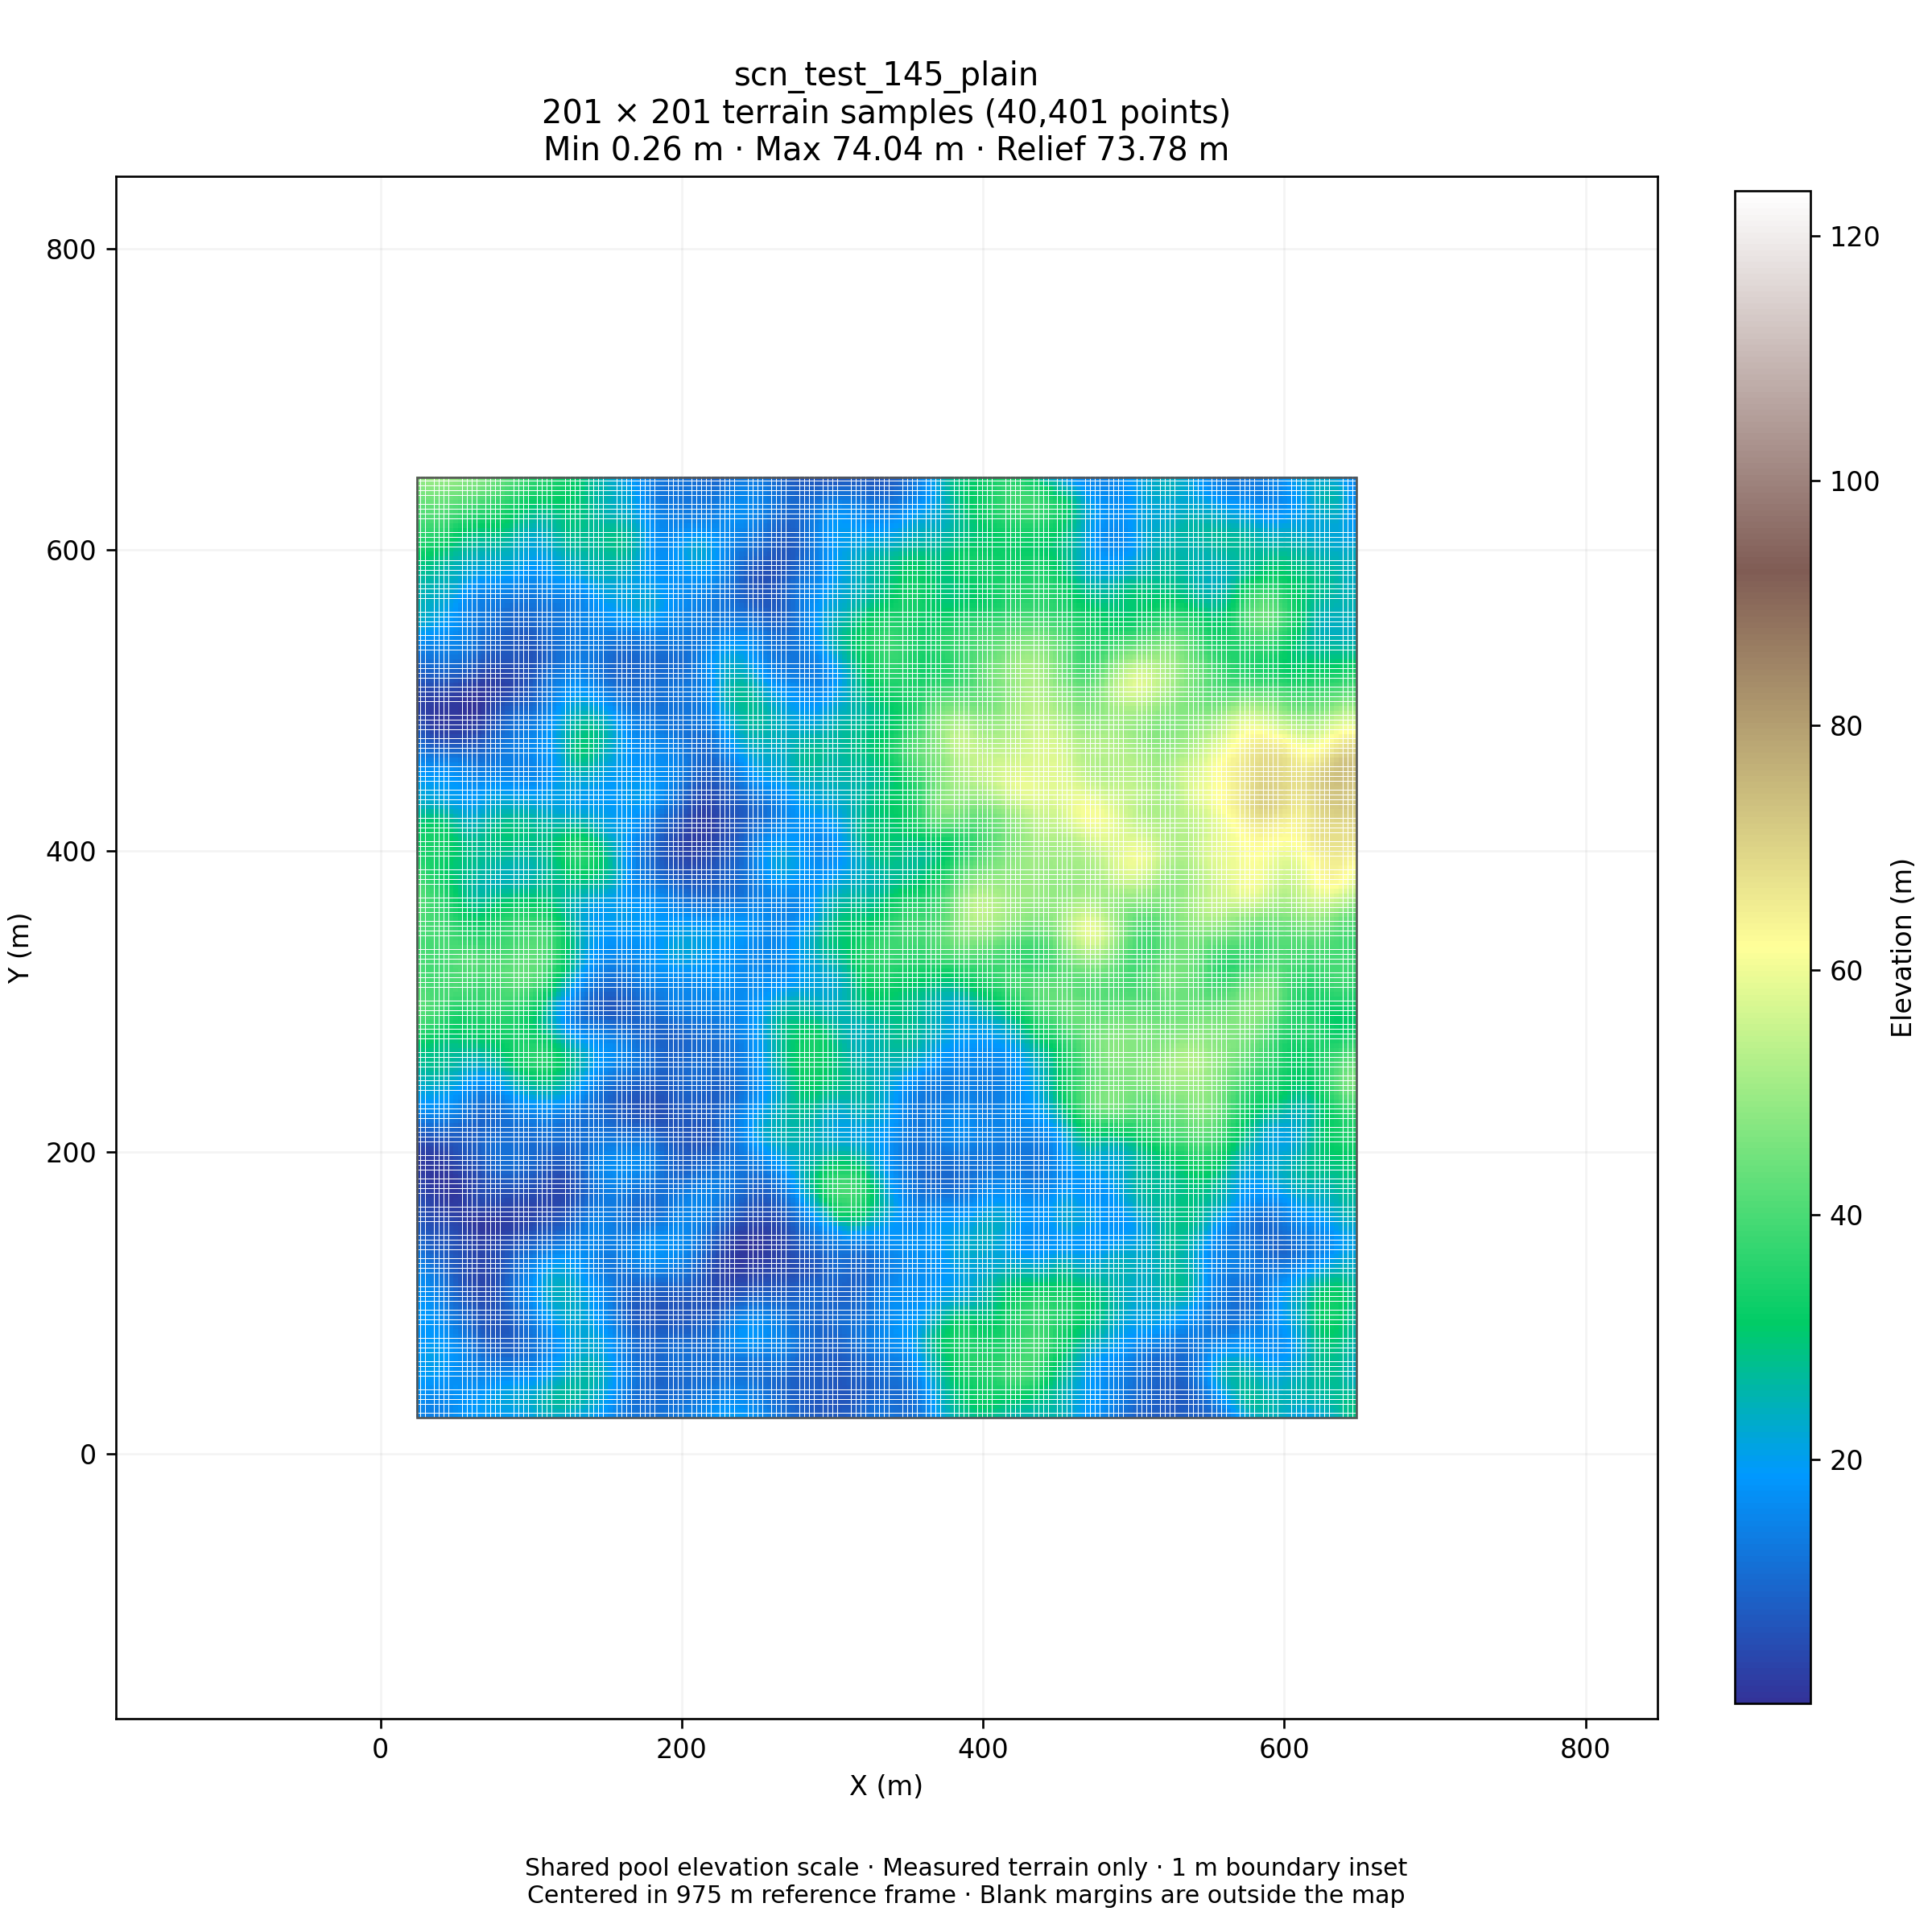 scn_test_145_plain
201 × 201 terrain samples (40,401 points)
Min 0.26 m · Max 74.04 m · Relief 73.78 m
800
600
400
200
0
Y (m)
0 200 400 600 800
X (m)
120
100
80
60
40
20
Elevation (m)
Shared pool elevation scale · Measured terrain only · 1 m boundary inset
Centered in 975 m reference frame · Blank margins are outside the map